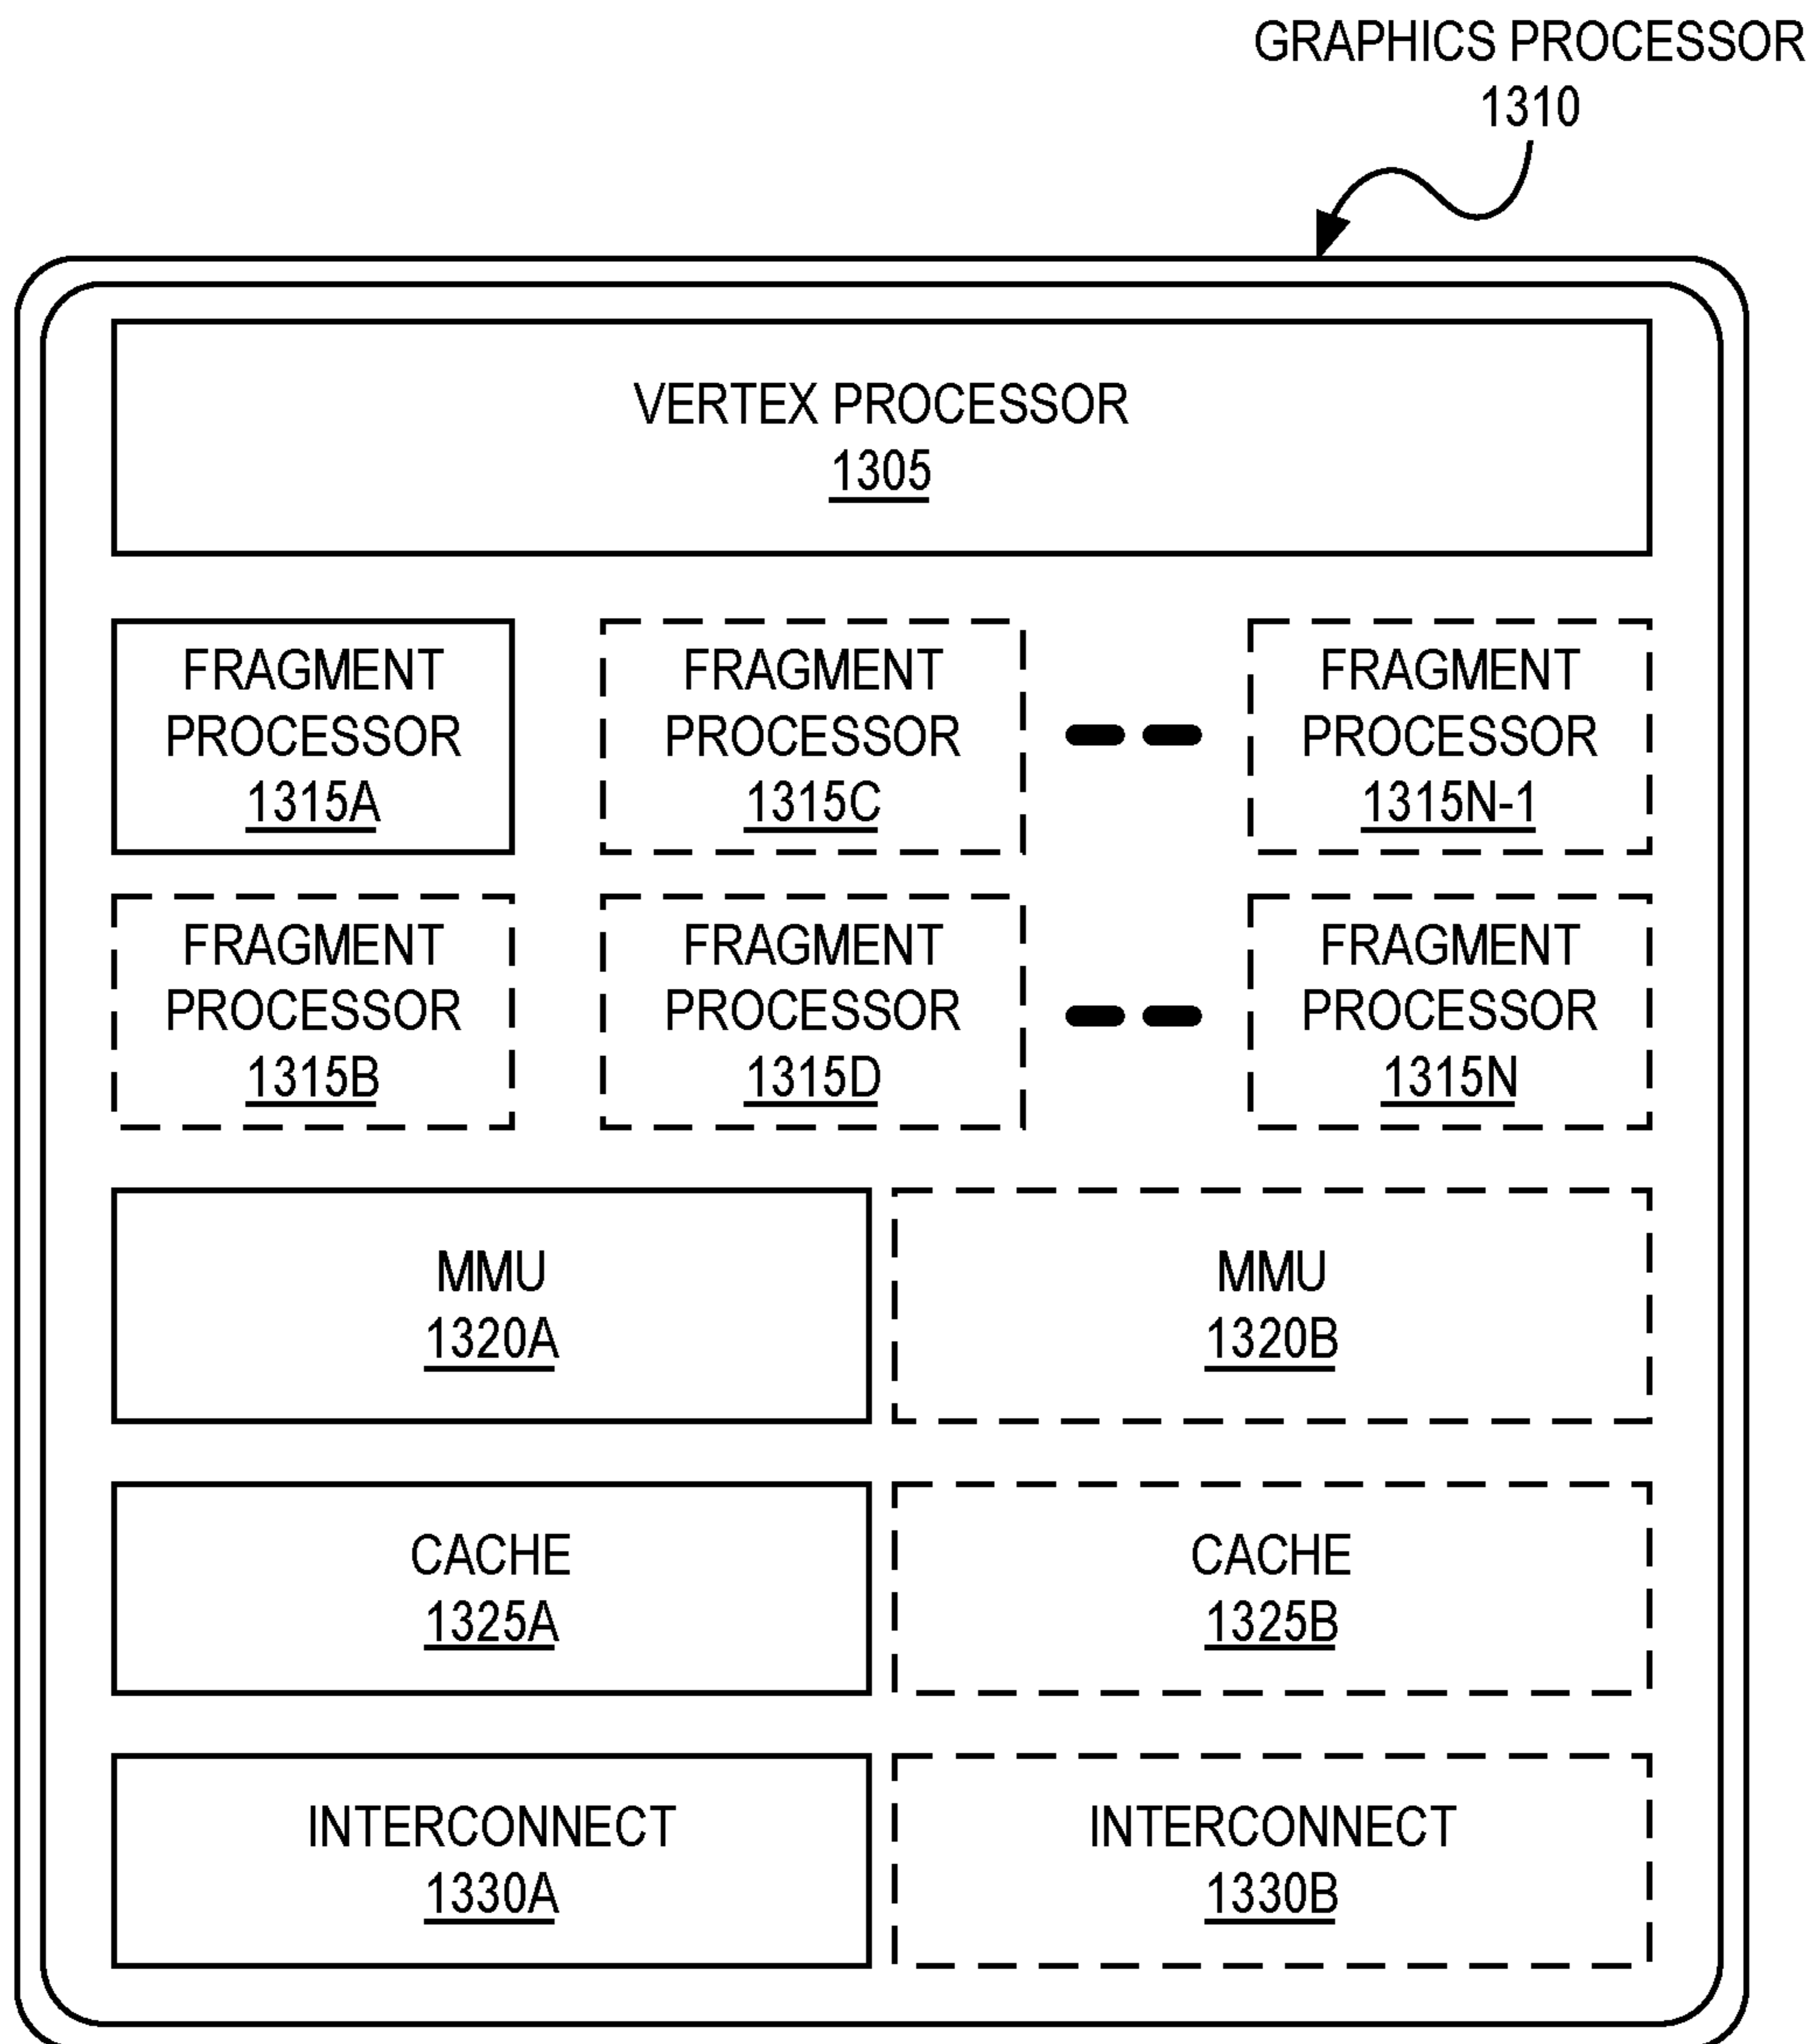 GRAPHICS PROCESSOR
1310
VERTEX PROCESSOR
1305
FRAGMENT
PROCESSOR
1315A
FRAGMENT
PROCESSOR
1315C
FRAGMENT
PROCESSOR
1315N-1
FRAGMENT
PROCESSOR
1315B
FRAGMENT
PROCESSOR
1315D
FRAGMENT
PROCESSOR
1315N
MMU
1320A
MMU
1320B
CACHE
1325A
CACHE
1325B
INTERCONNECT
1330A
INTERCONNECT
1330B